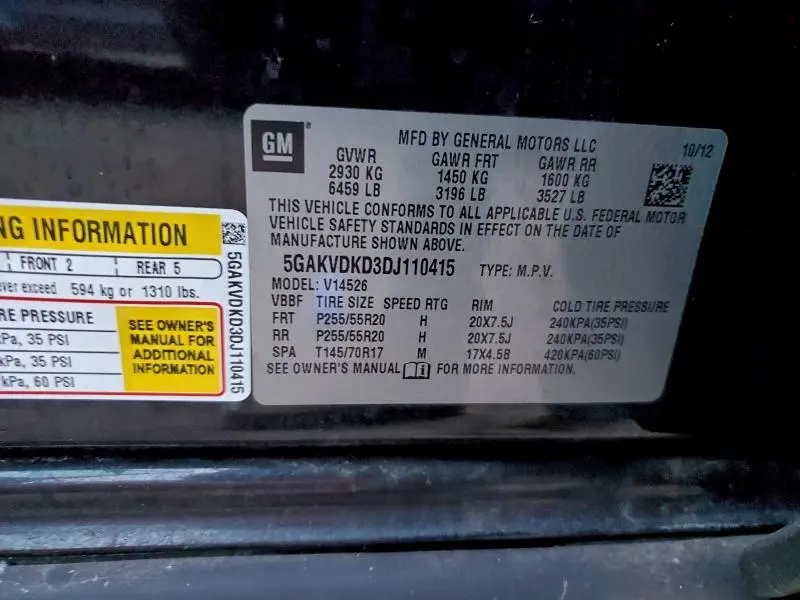 NG INFORMATION
FRONT 2 REAR 5
ever exceed 594 kg or 1310 lbs.
RE PRESSURE
kPa, 35 PSI
kPa, 35 PSI
kPa, 60 PSI
SEE OWNER'S
MANUAL FOR
ADDITIONAL
INFORMATION
5GAKVDKD3DJ110415
GM®
MFD BY GENERAL MOTORS LLC 10/12
GVWR GAWR FRT GAWR RR
2930 KG 1450 KG 1600 KG
6459 LB 3196 LB 3527 LB
THIS VEHICLE CONFORMS TO ALL APPLICABLE U.S. FEDERAL MOTOR
VEHICLE SAFETY STANDARDS IN EFFECT ON THE DATE OF
MANUFACTURE SHOWN ABOVE.
5GAKVDKD3DJ110415 TYPE: M.P.V.
MODEL: V14526
VBBF TIRE SIZE SPEED RTG RIM COLD TIRE PRESSURE
FRT P255/55R20 H 20X7.5J 240KPA(35PSI)
RR P255/55R20 H 20X7.5J 240KPA(35PSI)
SPA T145/70R17 M 17X4.5B 420KPA(60PSI)
SEE OWNER'S MANUAL FOR MORE INFORMATION.